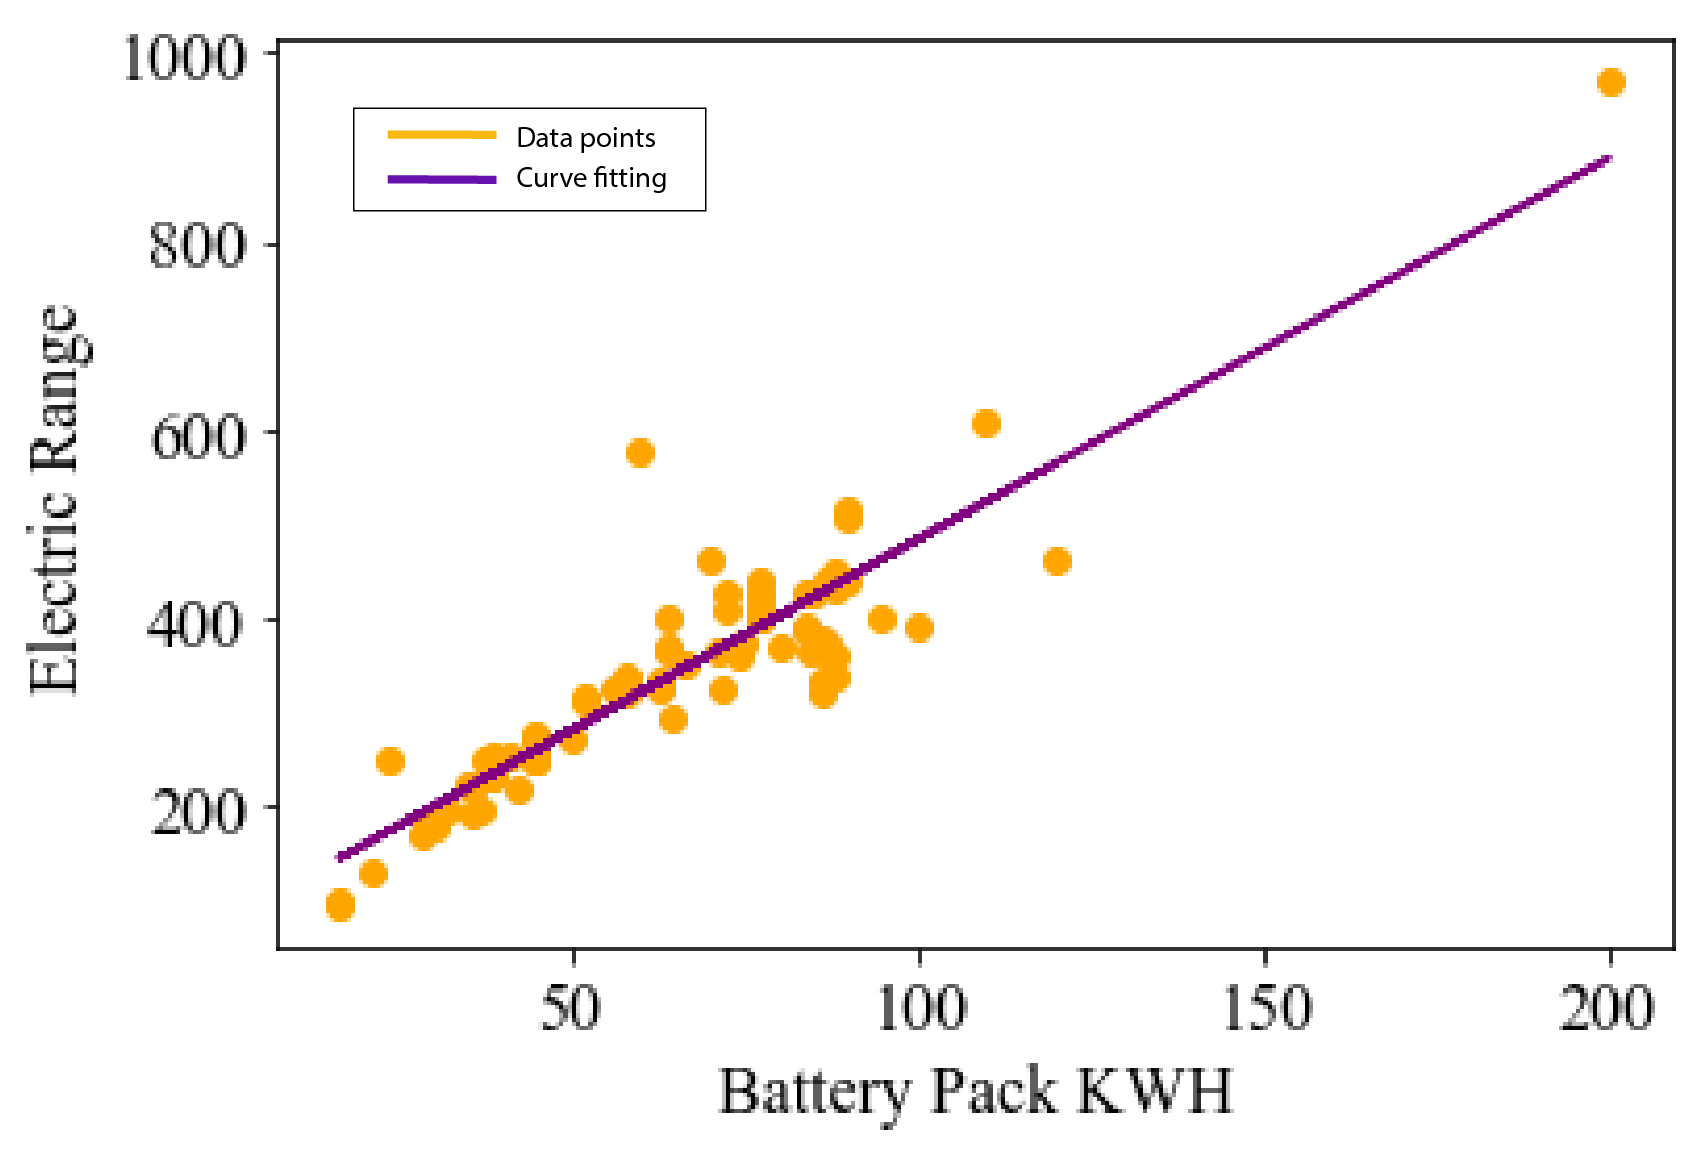 1000
800
600
400
200
Electric Range
Data points
Curve fitting
50 100 150 200
Battery Pack KWH